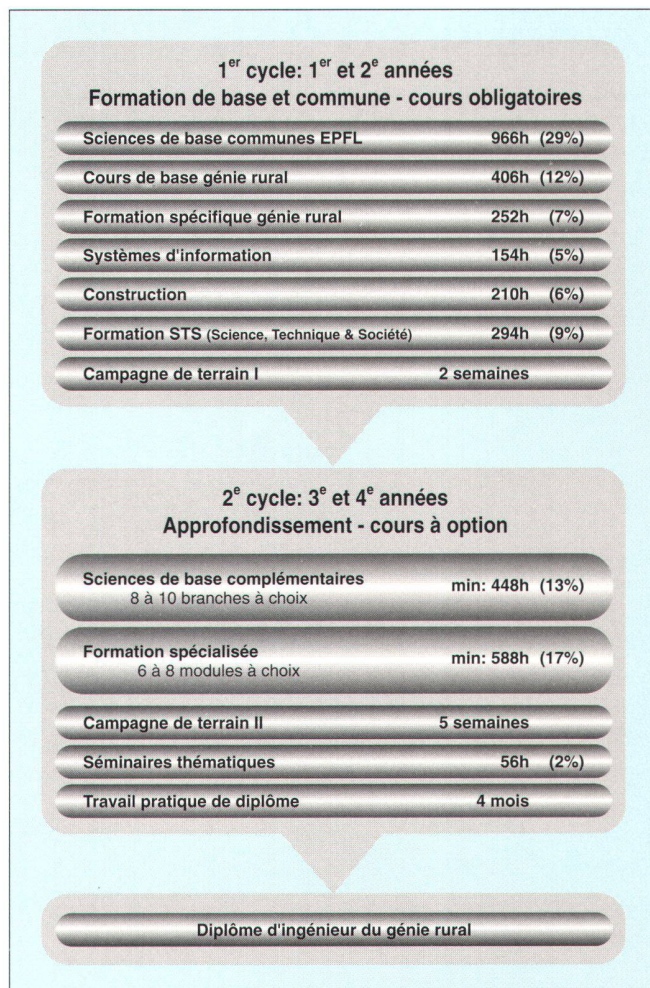 1er cycle: 1er et 2e années
Formation de base et commune - cours obligatoires
Sciences de base communes EPFL 966h (29%)
Cours de base génie rural 406h (12%)
Formation spécifique génie rural 252h (7%)
Systèmes d'information 154h (5%)
Construction 210h (6%)
Formation STS (Science, Technique & Société) 294h (9%)
Campagne de terrain I 2 semaines
2e cycle: 3e et 4e années
Approfondissement - cours à option
Sciences de base complémentaires min: 448h (13%)
8 à 10 branches à choix
Formation spécialisée min: 588h (17%)
6 à 8 modules à choix
Campagne de terrain II 5 semaines
Séminaires thématiques 56h (2%)
Travail pratique de diplôme 4 mois
Diplôme d'ingénieur du génie rural